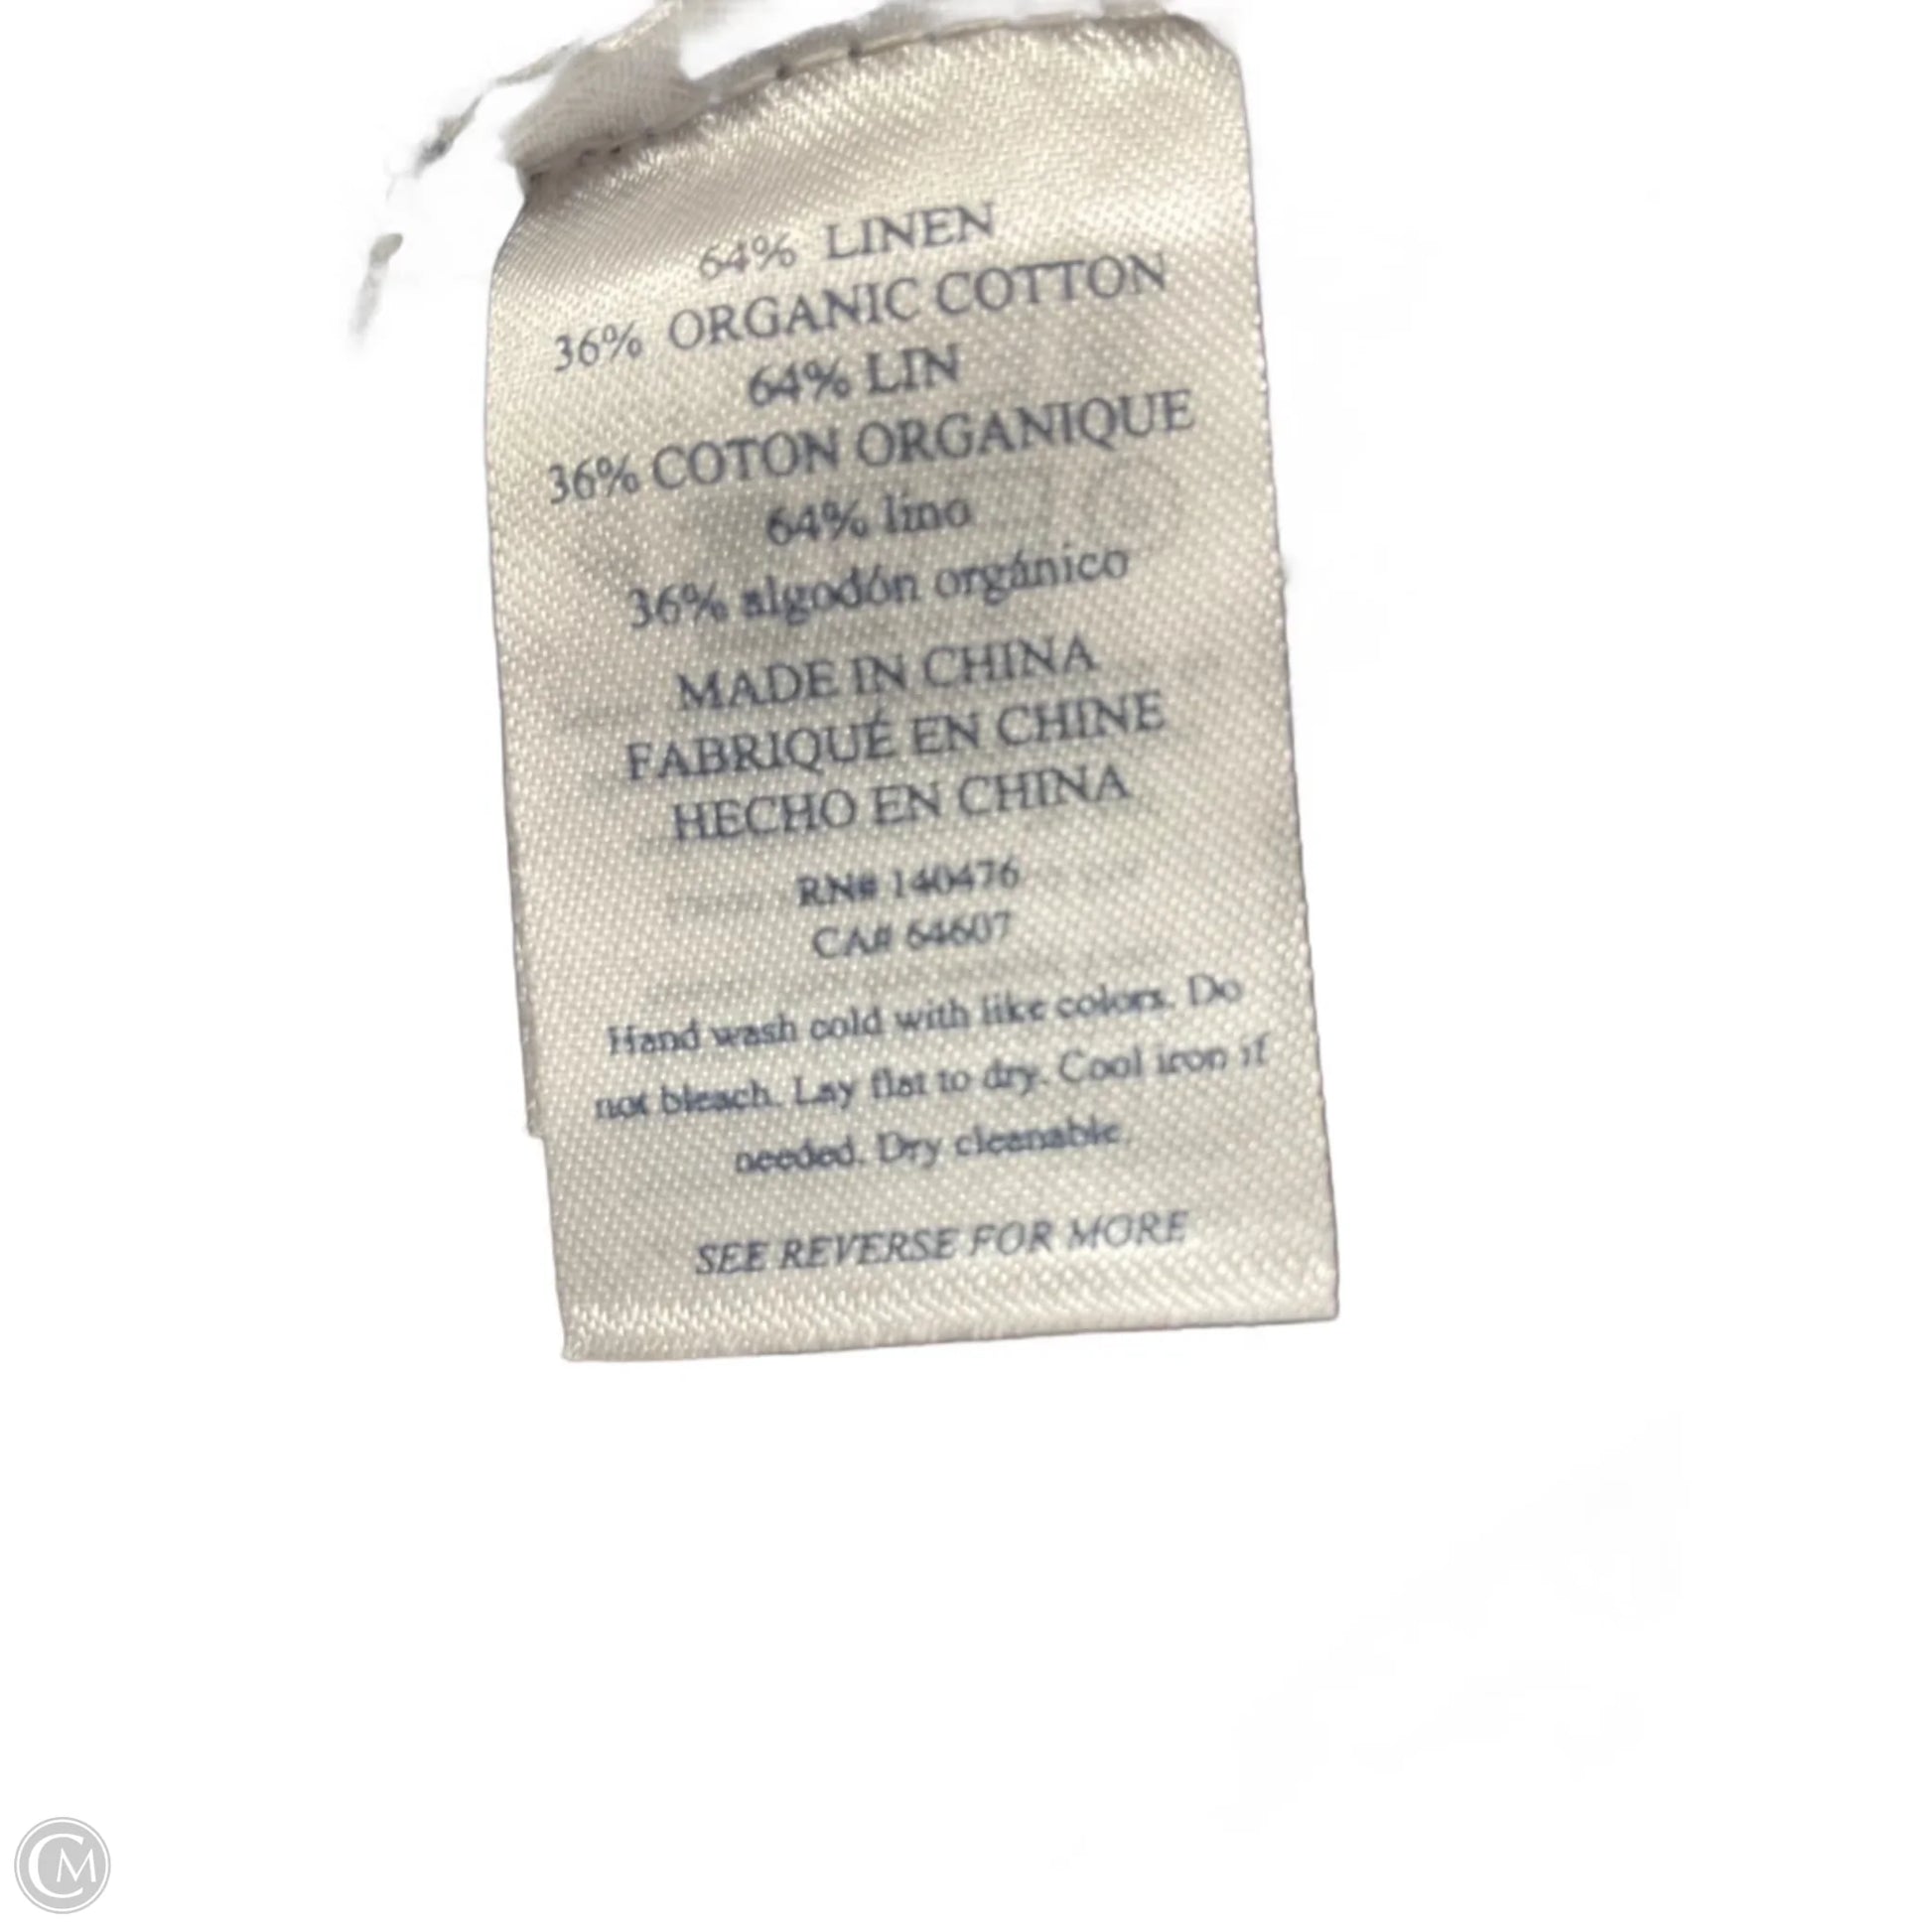 64% LINEN
36% ORGANIC COTTON
64% LIN
36% COTON ORGANIQUE
64% lino
36% algodón orgánico
MADE IN CHINA
FABRIQUÉ EN CHINE
HECHO EN CHINA
RN# 140476
CA# 64607
Hand wash cold with like colors. Do
not bleach. Lay flat to dry. Cool iron if
needed. Dry cleanable.
SEE REVERSE FOR MORE
CM